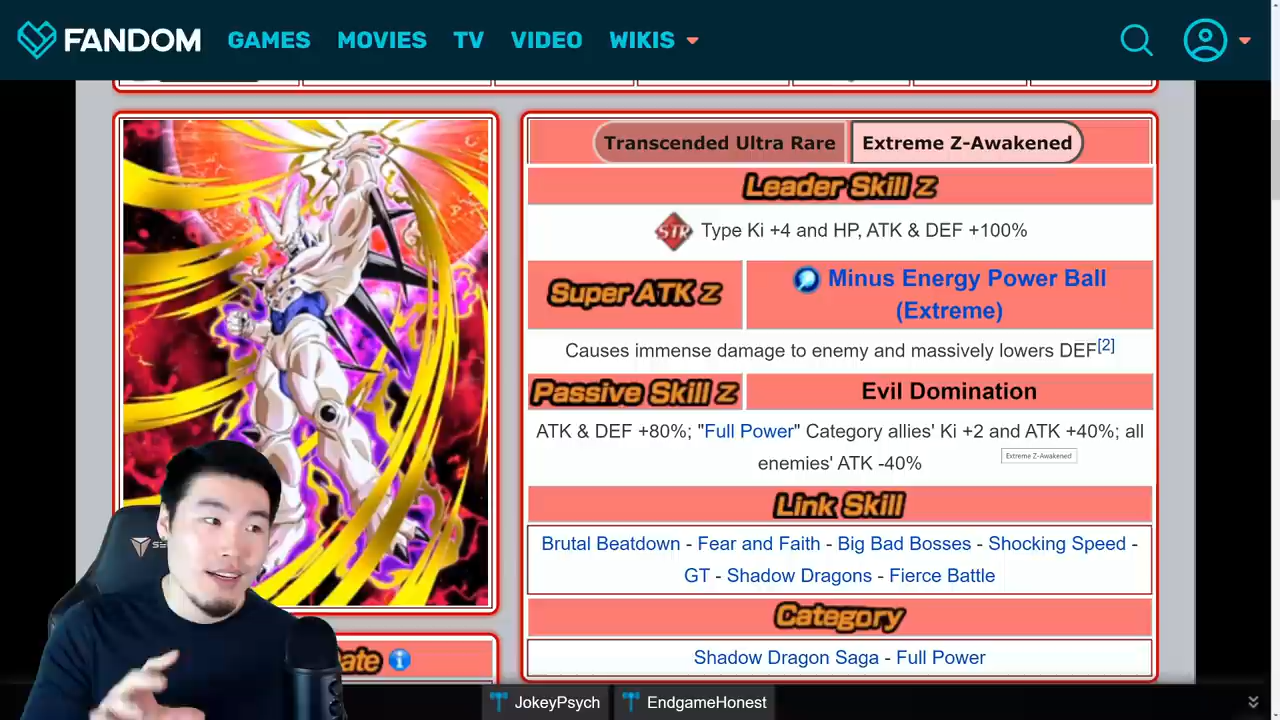 FANDOM GAMES MOVIES TV VIDEO WIKIS
Transcended Ultra Rare Extreme Z-Awakened
Leader Skill Z
STR Type Ki +4 and HP, ATK & DEF +100%
Super ATK Z
Minus Energy Power Ball
(Extreme)
Causes immense damage to enemy and massively lowers DEF[2]
Passive Skill Z Evil Domination
ATK & DEF +80%; "Full Power" Category allies' Ki +2 and ATK +40%; all
enemies' ATK -40%
Extreme Z-Awakened
Link Skill
Brutal Beatdown - Fear and Faith - Big Bad Bosses - Shocking Speed -
GT - Shadow Dragons - Fierce Battle
Category
Shadow Dragon Saga - Full Power
JokeyPsych EndgameHonest